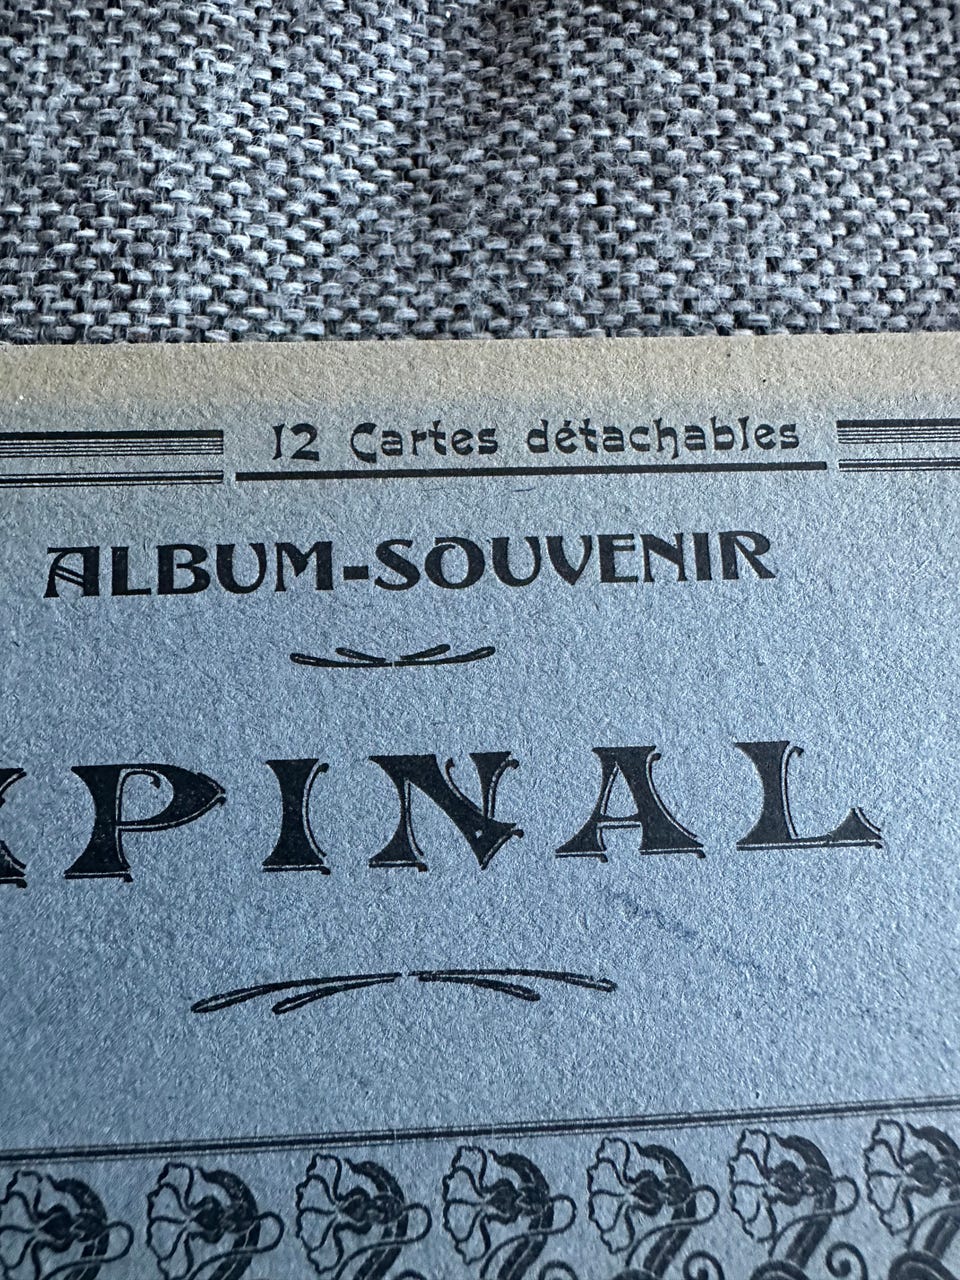 12 Cartes détachables
ALBUM-SOUVENIR
PINAL